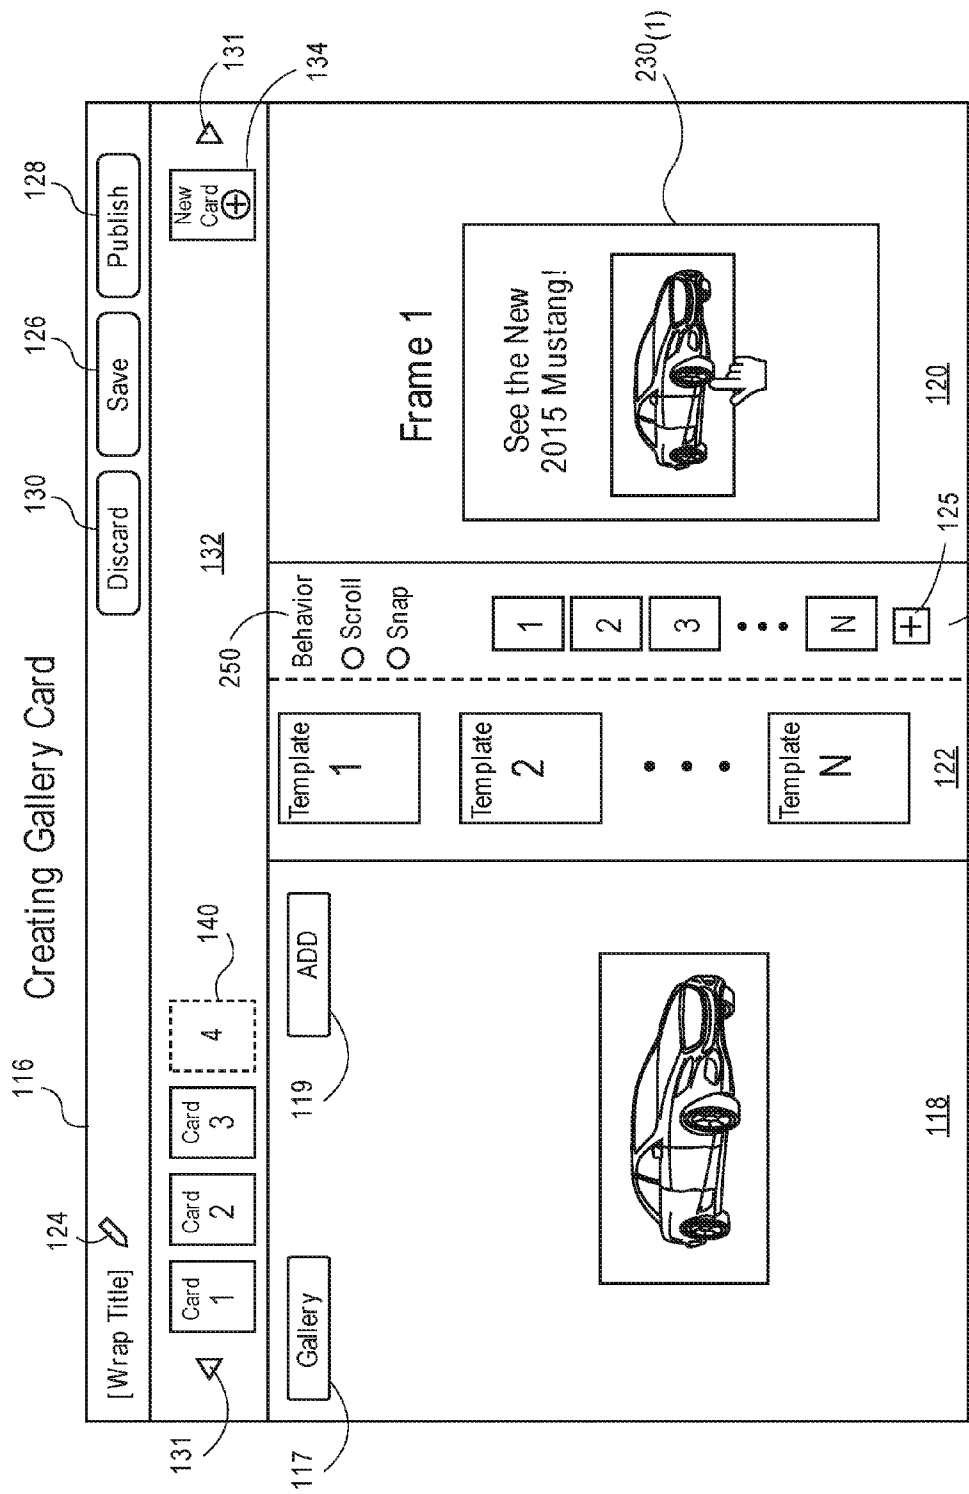 Creating Gallery Card
116
124
130
126
128
[Wrap Title]
Discard
Save
Publish
131
131
Card
1
Card
2
Card
3
4
140
132
New
Card
134
250
117
Gallery
119
ADD
Template
1
Template
2
Template
N
Behavior
Scroll
Snap
1
2
3
N
+
125
Frame 1
See the New
2015 Mustang!
230(1)
118
122
120